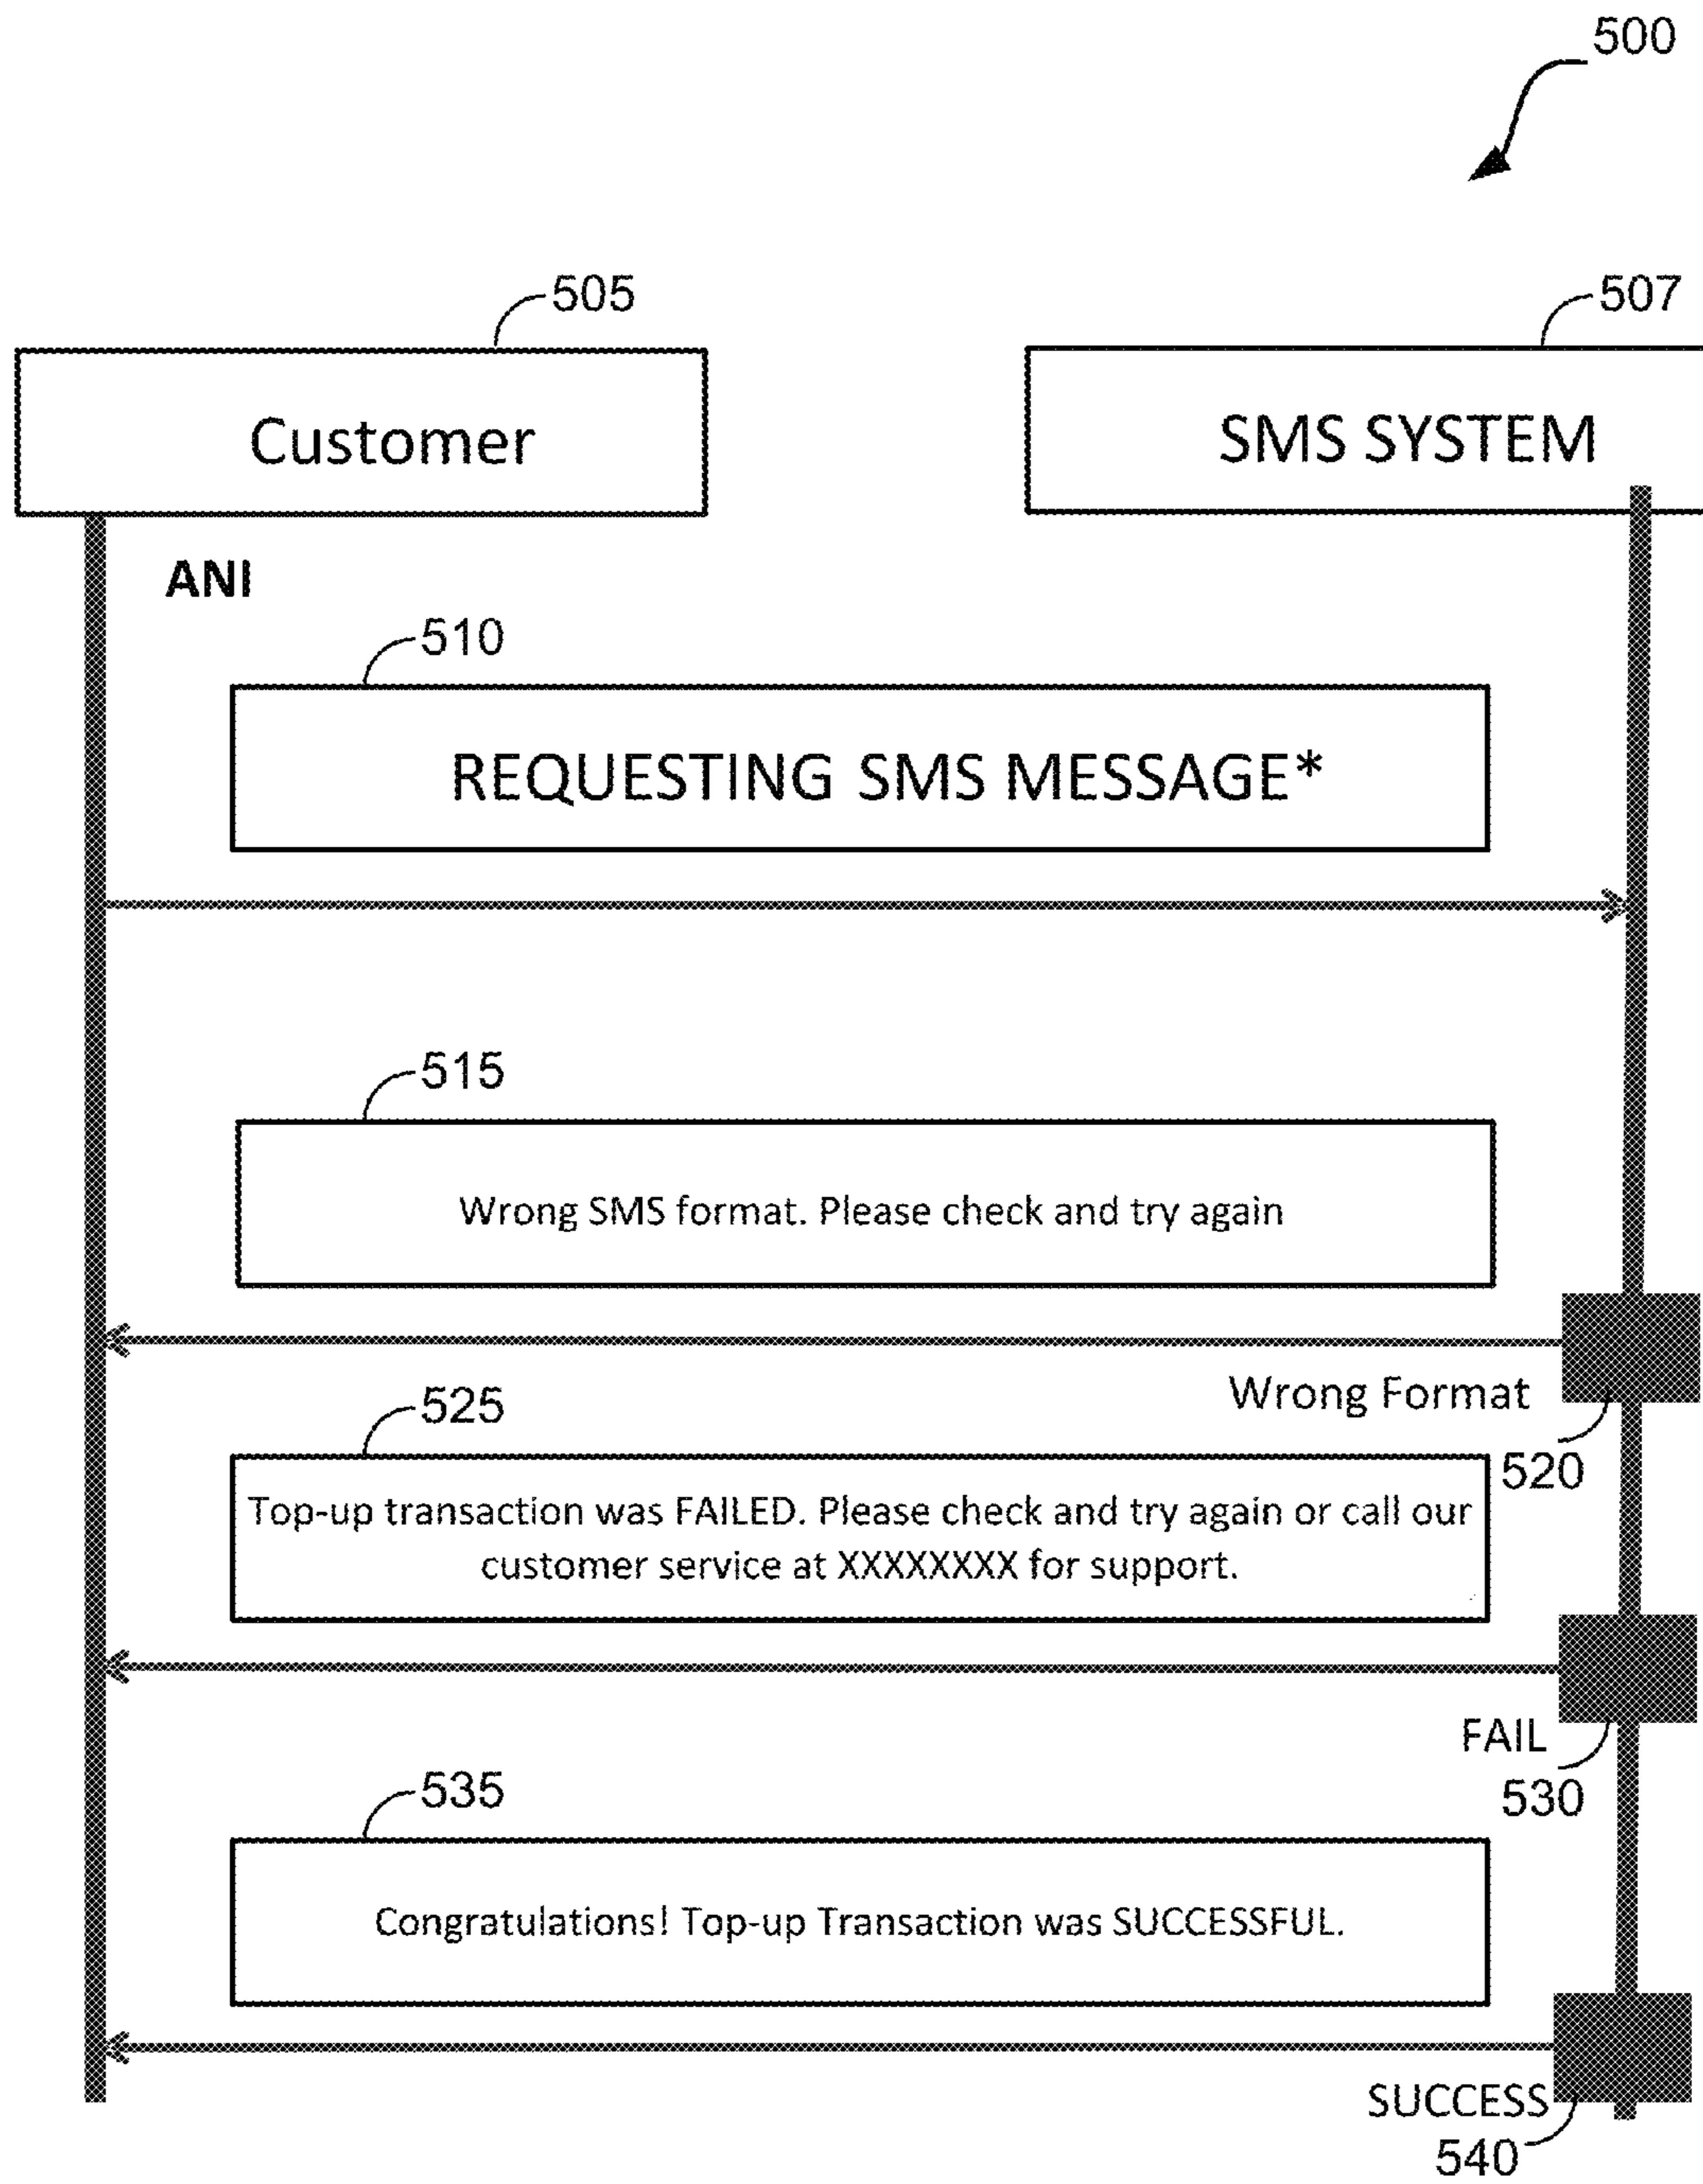 500
505
507
Customer
SMS SYSTEM
ANI
510
REQUESTING SMS MESSAGE*
515
Wrong SMS format. Please check and try again
Wrong Format
520
525
Top-up transaction was FAILED. Please check and try again or call our
customer service at XXXXXXXX for support.
FAIL
530
535
Congratulations! Top-up Transaction was SUCCESSFUL.
SUCCESS
540